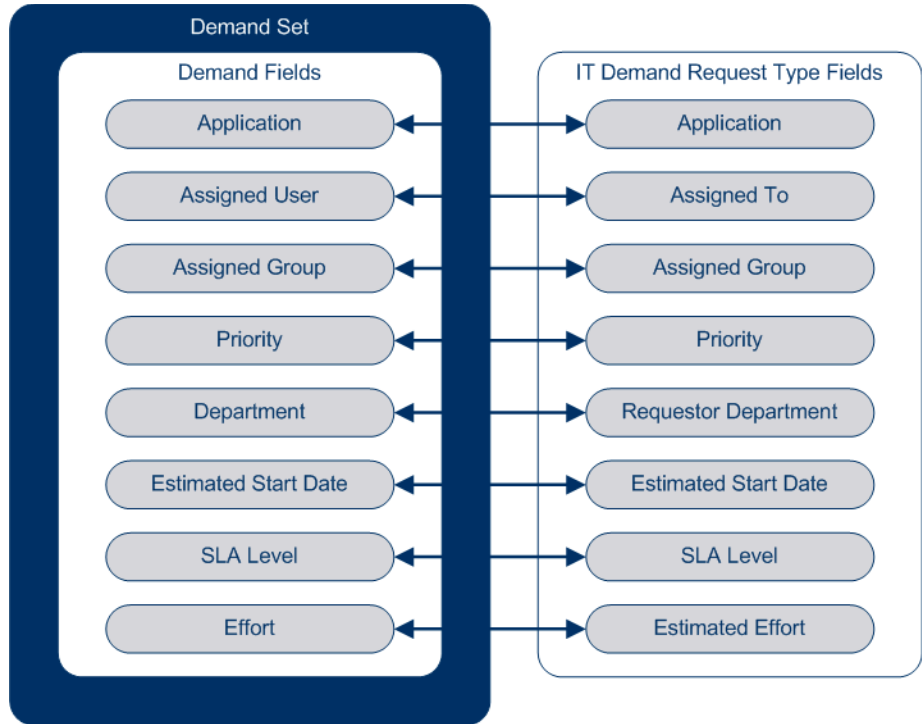 Demand Set
Demand Fields
IT Demand Request Type Fields
Application
Application
Assigned User
Assigned To
Assigned Group
Assigned Group
Priority
Priority
Department
Requestor Department
Estimated Start Date
Estimated Start Date
SLA Level
SLA Level
Effort
Estimated Effort